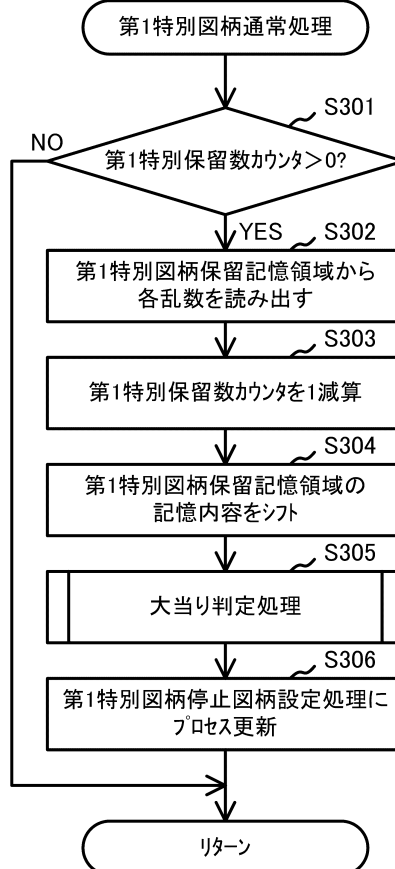 第1特別図柄通常処理
S301
NO
第1特別保留数カウンタ＞0?
YES
S302
第1特別図柄保留記憶領域から
各乱数を読み出す
S303
第1特別保留数カウンタを1減算
S304
第1特別図柄保留記憶領域の
記憶内容をシフト
S305
大当り判定処理
S306
第1特別図柄停止図柄設定処理に
プロセス更新
リターン